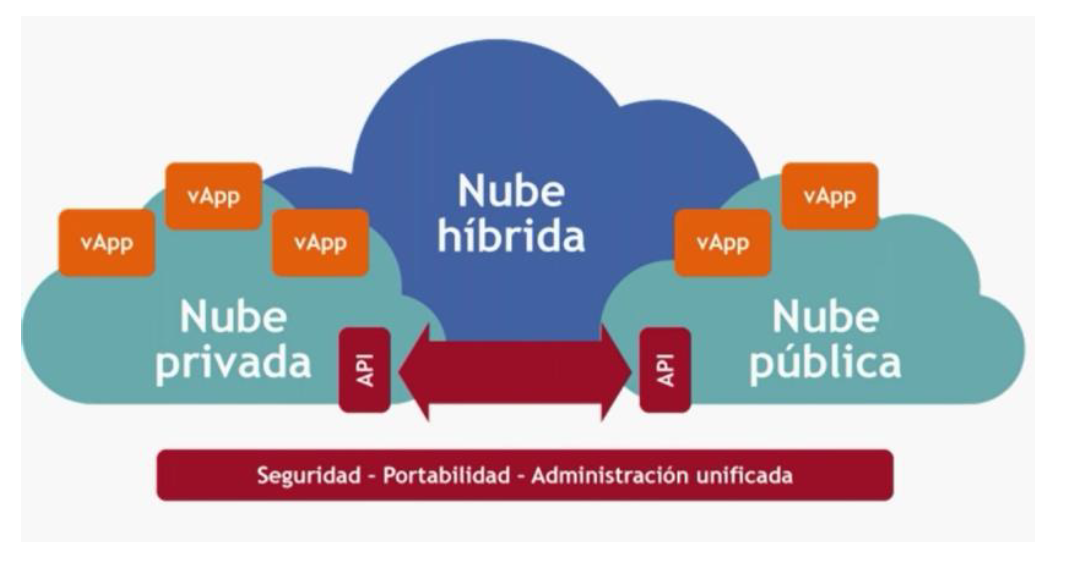 Nube
híbrida
vApp
vApp
vApp
Nube
privada
API
vApp
vApp
Nube
pública
API
Seguridad - Portabilidad - Administración unificada